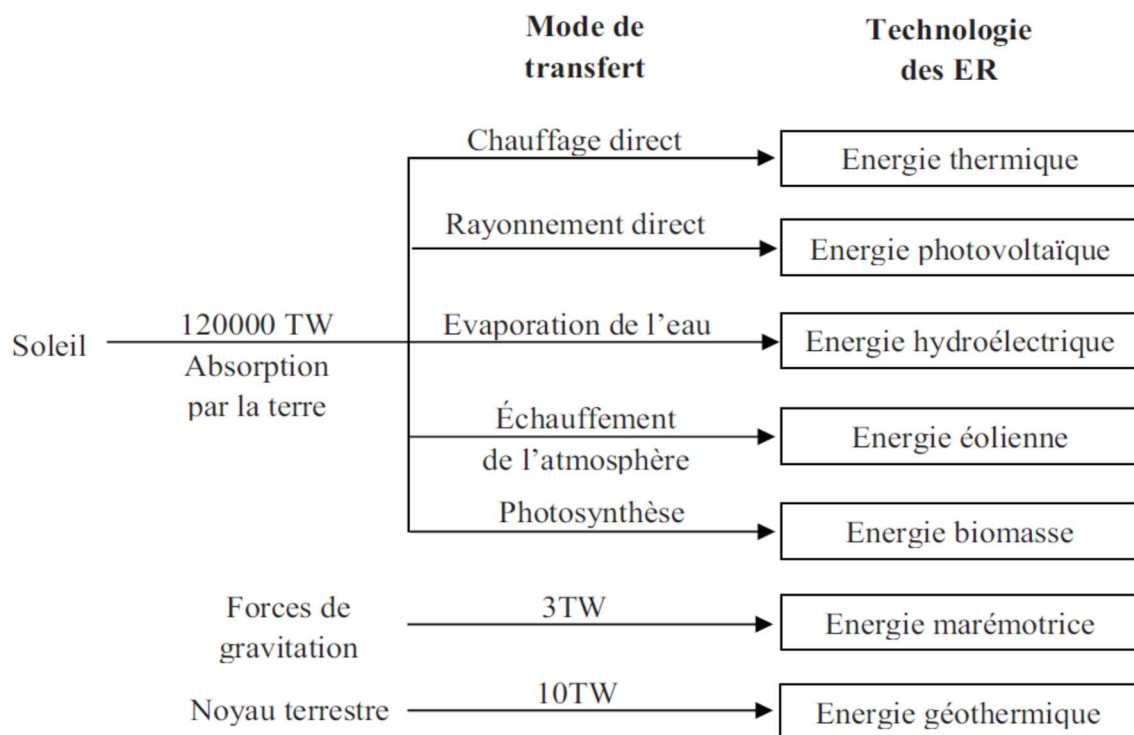 Mode de
transfert
Technologie
des ER
Chauffage direct
Energie thermique
Rayonnement direct
Energie photovoltaïque
Soleil
120000 TW
Absorption
par la terre
Evaporation de l’eau
Energie hydroélectrique
Échauffement
de l’atmosphère
Energie éolienne
Photosynthèse
Energie biomasse
Forces de
gravitation
3TW
Energie marémotrice
Noyau terrestre
10TW
Energie géothermique